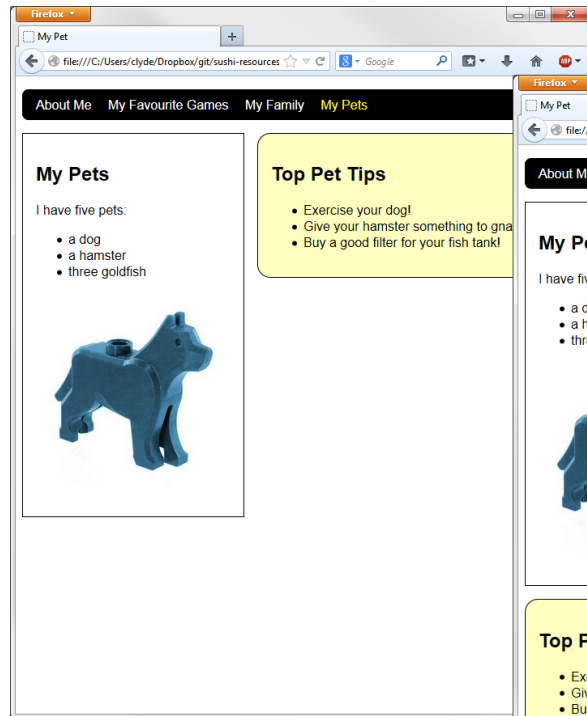 Firefox
My Pet
file:///C:/Users/clyde/Dropbox/git/sushi-resources
8 - Google
ABP
About Me My Favourite Games My Family My Pets
My Pets
I have five pets:
a dog
a hamster
three goldfish
Top Pet Tips
Exercise your dog!
Give your hamster something to gna
Buy a good filter for your fish tank!
Firefox
My Pet
file://
About M
My Pe
I have fiv
a d
a h
thre
Top P
Exe
Giv
Bu